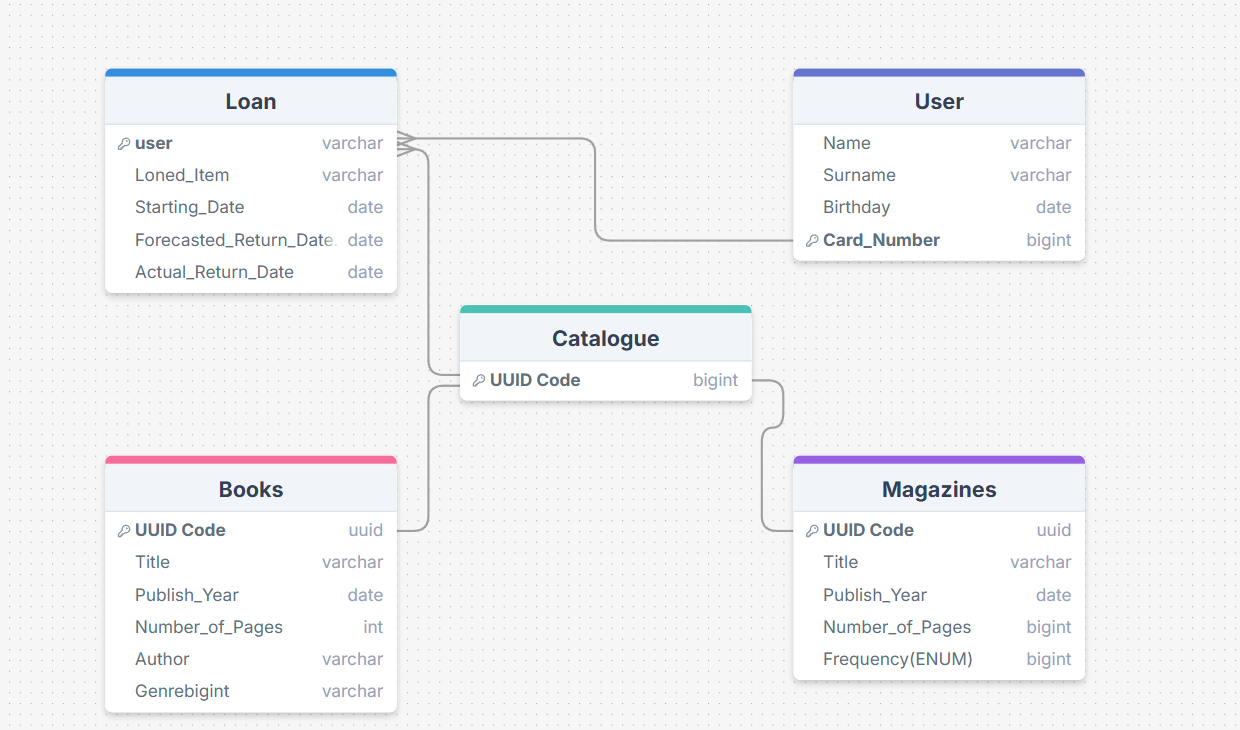 Loan
user varchar
Loned_Item varchar
Starting_Date date
Forecasted_Return_Date date
Actual_Return_Date date
User
Name varchar
Surname varchar
Birthday date
Card_Number bigint
Catalogue
UUID Code bigint
Books
UUID Code uuid
Title varchar
Publish_Year date
Number_of_Pages int
Author varchar
Genrebigint varchar
Magazines
UUID Code uuid
Title varchar
Publish_Year date
Number_of_Pages bigint
Frequency(ENUM) bigint